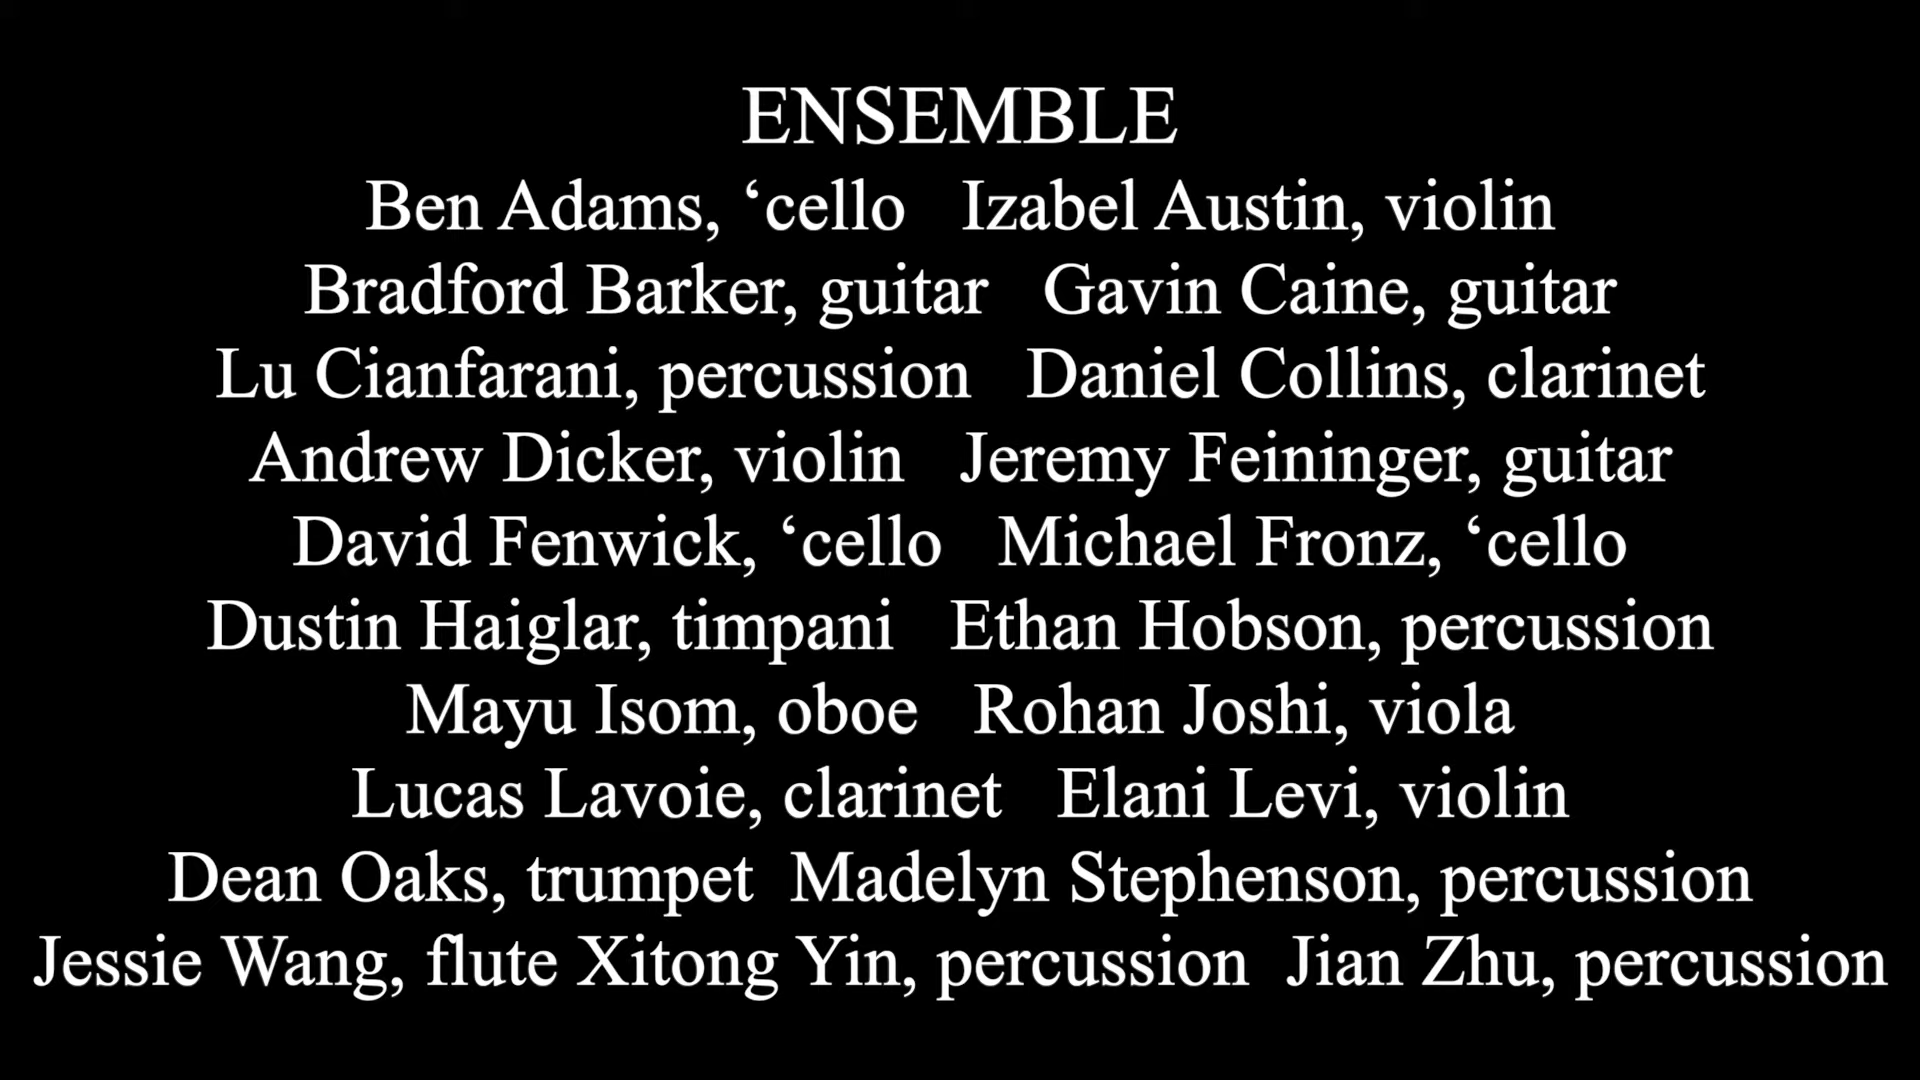 ENSEMBLE
Ben Adams, ‘cello   Izabel Austin, violin
Bradford Barker, guitar   Gavin Caine, guitar
Lu Cianfarani, percussion   Daniel Collins, clarinet
Andrew Dicker, violin   Jeremy Feininger, guitar
David Fenwick, ‘cello   Michael Fronz, ‘cello
Dustin Haiglar, timpani   Ethan Hobson, percussion
Mayu Isom, oboe   Rohan Joshi, viola
Lucas Lavoie, clarinet   Elani Levi, violin
Dean Oaks, trumpet  Madelyn Stephenson, percussion
Jessie Wang, flute Xitong Yin, percussion  Jian Zhu, percussion